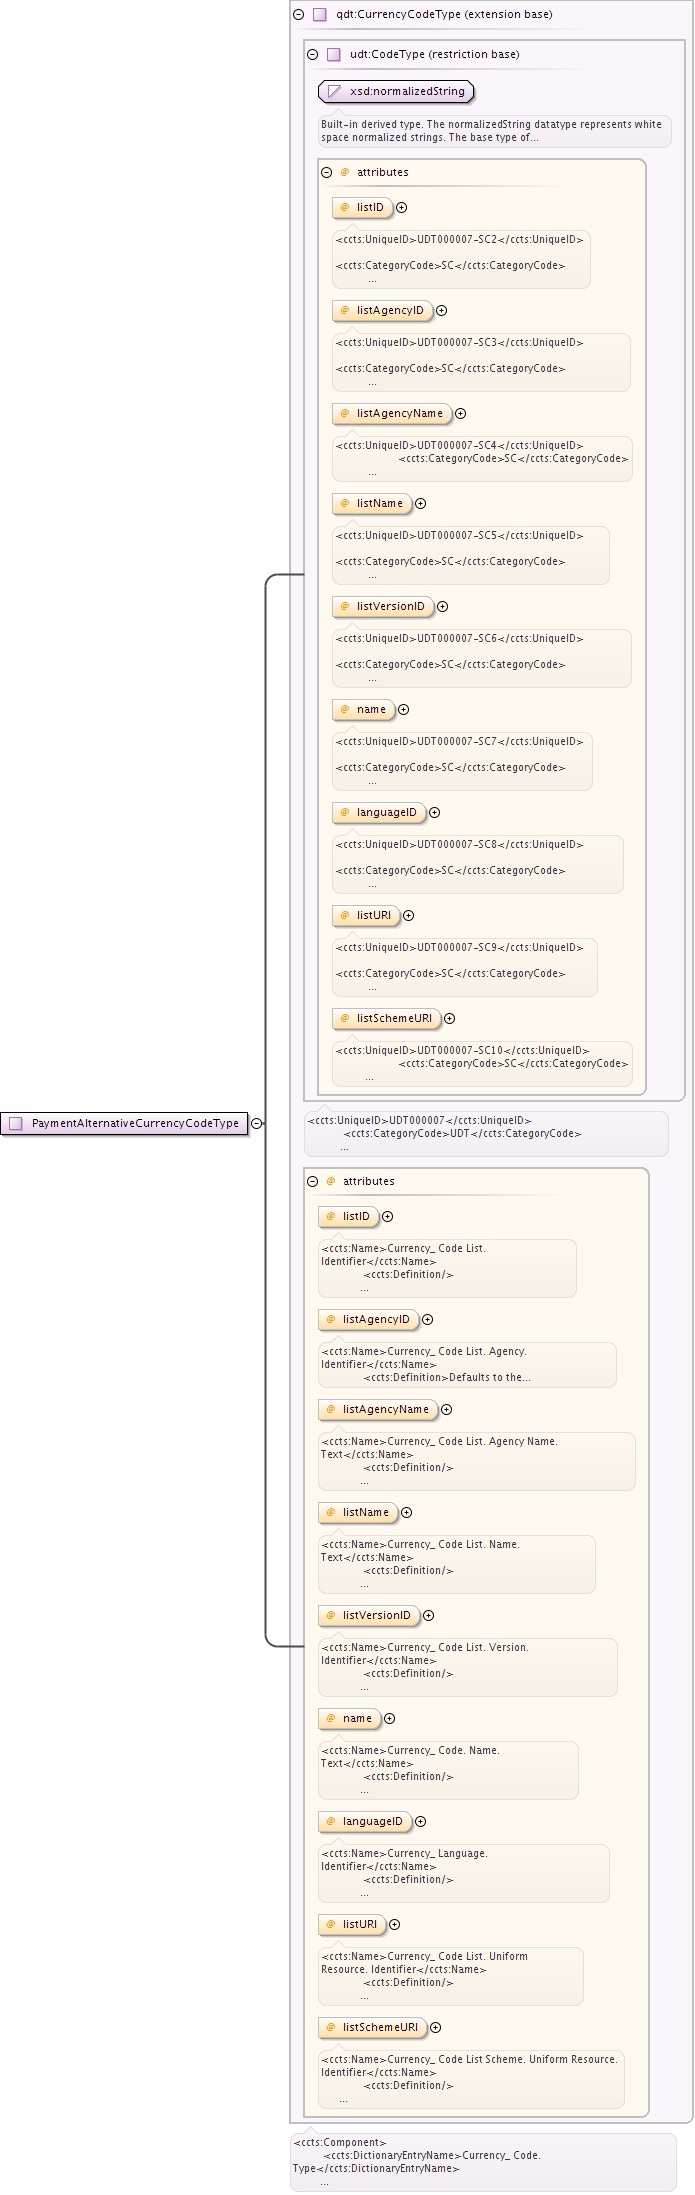 qdt:CurrencyCodeType (extension base)
udt:CodeType (restriction base)
xsd:normalizedString
Built-in derived type. The normalizedString datatype represents white
space normalized strings. The base type of...
@ attributes
@ listID
<ccts:UniqueID>UDT000007-SC2</ccts:UniqueID>
<ccts:CategoryCode>SC</ccts:CategoryCode>
...
@ listAgencyID
<ccts:UniqueID>UDT000007-SC3</ccts:UniqueID>
<ccts:CategoryCode>SC</ccts:CategoryCode>
...
@ listAgencyName
<ccts:UniqueID>UDT000007-SC4</ccts:UniqueID>
<ccts:CategoryCode>SC</ccts:CategoryCode>
...
@ listName
<ccts:UniqueID>UDT000007-SC5</ccts:UniqueID>
<ccts:CategoryCode>SC</ccts:CategoryCode>
...
@ listVersionID
<ccts:UniqueID>UDT000007-SC6</ccts:UniqueID>
<ccts:CategoryCode>SC</ccts:CategoryCode>
...
@ name
<ccts:UniqueID>UDT000007-SC7</ccts:UniqueID>
<ccts:CategoryCode>SC</ccts:CategoryCode>
...
@ languageID
<ccts:UniqueID>UDT000007-SC8</ccts:UniqueID>
<ccts:CategoryCode>SC</ccts:CategoryCode>
...
@ listURI
<ccts:UniqueID>UDT000007-SC9</ccts:UniqueID>
<ccts:CategoryCode>SC</ccts:CategoryCode>
...
@ listSchemeURI
<ccts:UniqueID>UDT000007-SC10</ccts:UniqueID>
<ccts:CategoryCode>SC</ccts:CategoryCode>
...
PaymentAlternativeCurrencyCodeType
<ccts:UniqueID>UDT000007</ccts:UniqueID>
<ccts:CategoryCode>UDT</ccts:CategoryCode>
...
@ attributes
@ listID
<ccts:Name>Currency_ Code List.
Identifier</ccts:Name>
<ccts:Definition/>
...
@ listAgencyID
<ccts:Name>Currency_ Code List. Agency.
Identifier</ccts:Name>
<ccts:Definition>Defaults to the...
@ listAgencyName
<ccts:Name>Currency_ Code List. Agency Name.
Text</ccts:Name>
<ccts:Definition/>
...
@ listName
<ccts:Name>Currency_ Code List. Name.
Text</ccts:Name>
<ccts:Definition/>
...
@ listVersionID
<ccts:Name>Currency_ Code List. Version.
Identifier</ccts:Name>
<ccts:Definition/>
...
@ name
<ccts:Name>Currency_ Code. Name.
Text</ccts:Name>
<ccts:Definition/>
...
@ languageID
<ccts:Name>Currency_ Language.
Identifier</ccts:Name>
<ccts:Definition/>
...
@ listURI
<ccts:Name>Currency_ Code List. Uniform
Resource. Identifier</ccts:Name>
<ccts:Definition/>
...
@ listSchemeURI
<ccts:Name>Currency_ Code List Scheme. Uniform Resource.
Identifier</ccts:Name>
<ccts:Definition/>
...
<ccts:Component>
<ccts:DictionaryEntryName>Currency_ Code.
Type</ccts:DictionaryEntryName>
...